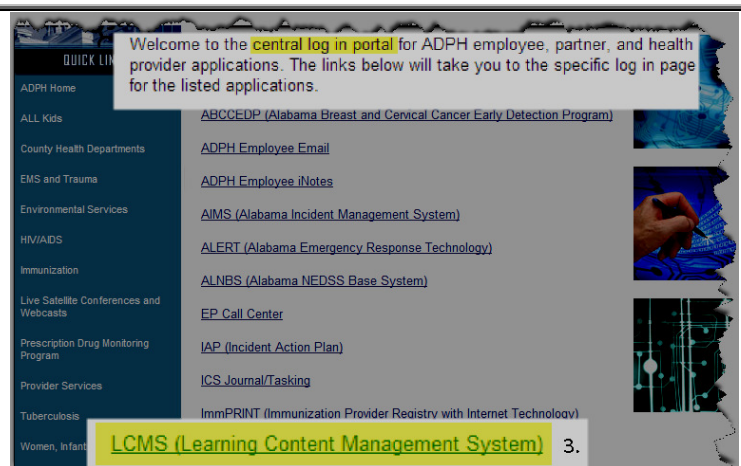 Welcome to the central log in portal for ADPH employee, partner, and health
provider applications. The links below will take you to the specific log in page
for the listed applications.
QUICK LIN
ADPH Home
ALL Kids
County Health Departments
EMS and Trauma
Environmental Services
HIV/AIDS
Immunization
Live Satellite Conferences and
Webcasts
Prescription Drug Monitoring
Program
Provider Services
Tuberculosis
Women, Infant
ABCCEDP (Alabama Breast and Cervical Cancer Early Detection Program)
ADPH Employee Email
ADPH Employee iNotes
AIMS (Alabama Incident Management System)
ALERT (Alabama Emergency Response Technology)
ALNBS (Alabama NEDSS Base System)
EP Call Center
IAP (Incident Action Plan)
ICS Journal/Tasking
ImmPRINT (Immunization Provider Registry with Internet Technology)
LCMS (Learning Content Management System) 3.